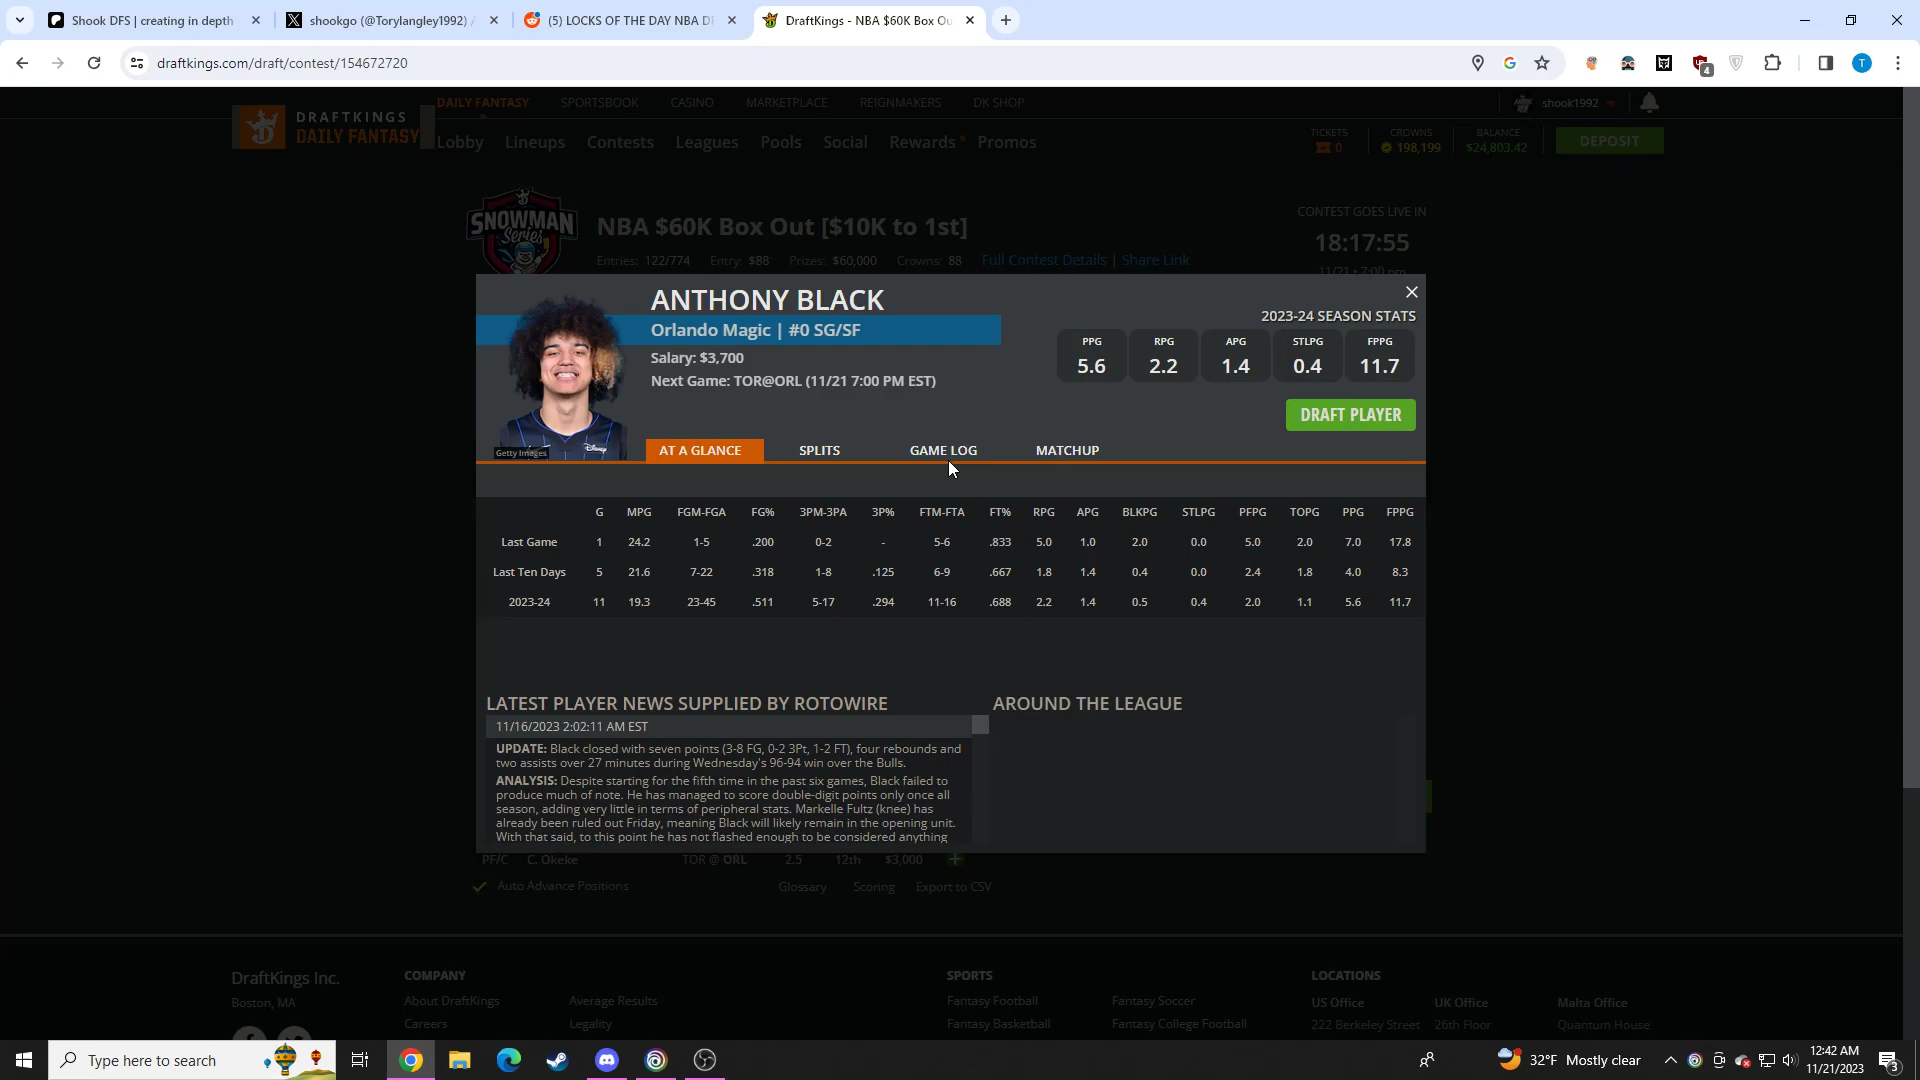 Shook DFS | creating in depth
shookgo (@Torylangley1992) /
(5) LOCKS OF THE DAY NBA D
DraftKings - NBA $60K Box Ou
draftkings.com/draft/contest/154672720
4
T
DRAFTKINGS
DAILY FANTASY
DAILY FANTASY SPORTSBOOK CASINO MARKETPLACE REIGNMAKERS DK SHOP
shook1992
Lobby Lineups Contests Leagues Pools Social Rewards Promos
TICKETS
0
CROWNS
198,199
BALANCE
$24,803.42
DEPOSIT
SNOWMAN
Series
NBA $60K Box Out [$10K to 1st]
Entries: 122/774 Entry: $88 Prizes: $60,000 Crowns: 88 Full Contest Details | Share Link
CONTEST GOES LIVE IN
18:17:55
11/21 • 7:00 pm
ANTHONY BLACK
Orlando Magic | #0 SG/SF
Salary: $3,700
Next Game: TOR@ORL (11/21 7:00 PM EST)
Getty Images
Disney
2023-24 SEASON STATS
PPG RPG APG STLPG FPPG
5.6 2.2 1.4 0.4 11.7
DRAFT PLAYER
AT A GLANCE SPLITS GAME LOG MATCHUP
G MPG FGM-FGA FG% 3PM-3PA 3P% FTM-FTA FT% RPG APG BLKPG STLPG PFPG TOPG PPG FPPG
Last Game 1 24.2 1-5 .200 0-2 - 5-6 .833 5.0 1.0 2.0 0.0 5.0 2.0 7.0 17.8
Last Ten Days 5 21.6 7-22 .318 1-8 .125 6-9 .667 1.8 1.4 0.4 0.0 2.4 1.8 4.0 8.3
2023-24 11 19.3 23-45 .511 5-17 .294 11-16 .688 2.2 1.4 0.5 0.4 2.0 1.1 5.6 11.7
LATEST PLAYER NEWS SUPPLIED BY ROTOWIRE
11/16/2023 2:02:11 AM EST
UPDATE: Black closed with seven points (3-8 FG, 0-2 3Pt, 1-2 FT), four rebounds and
two assists over 27 minutes during Wednesday's 96-94 win over the Bulls.
ANALYSIS: Despite starting for the fifth time in the past six games, Black failed to
produce much of note. He has managed to score double-digit points only once all
season, adding very little in terms of peripheral stats. Markelle Fultz (knee) has
already been ruled out Friday, meaning Black will likely remain in the opening unit.
With that said, to this point he has not flashed enough to be considered anything
AROUND THE LEAGUE
PF/C C. Okeke TOR @ ORL 2.5 12th $3,000
Auto Advance Positions
Glossary Scoring Export to CSV
DraftKings Inc.
Boston, MA
COMPANY
About DraftKings Average Results
Careers Legality
SPORTS
Fantasy Football Fantasy Soccer
Fantasy Basketball Fantasy College Football
LOCATIONS
US Office UK Office Malta Office
222 Berkeley Street 26th Floor Quantum House
Type here to search
32°F Mostly clear
12:42 AM
11/21/2023
3